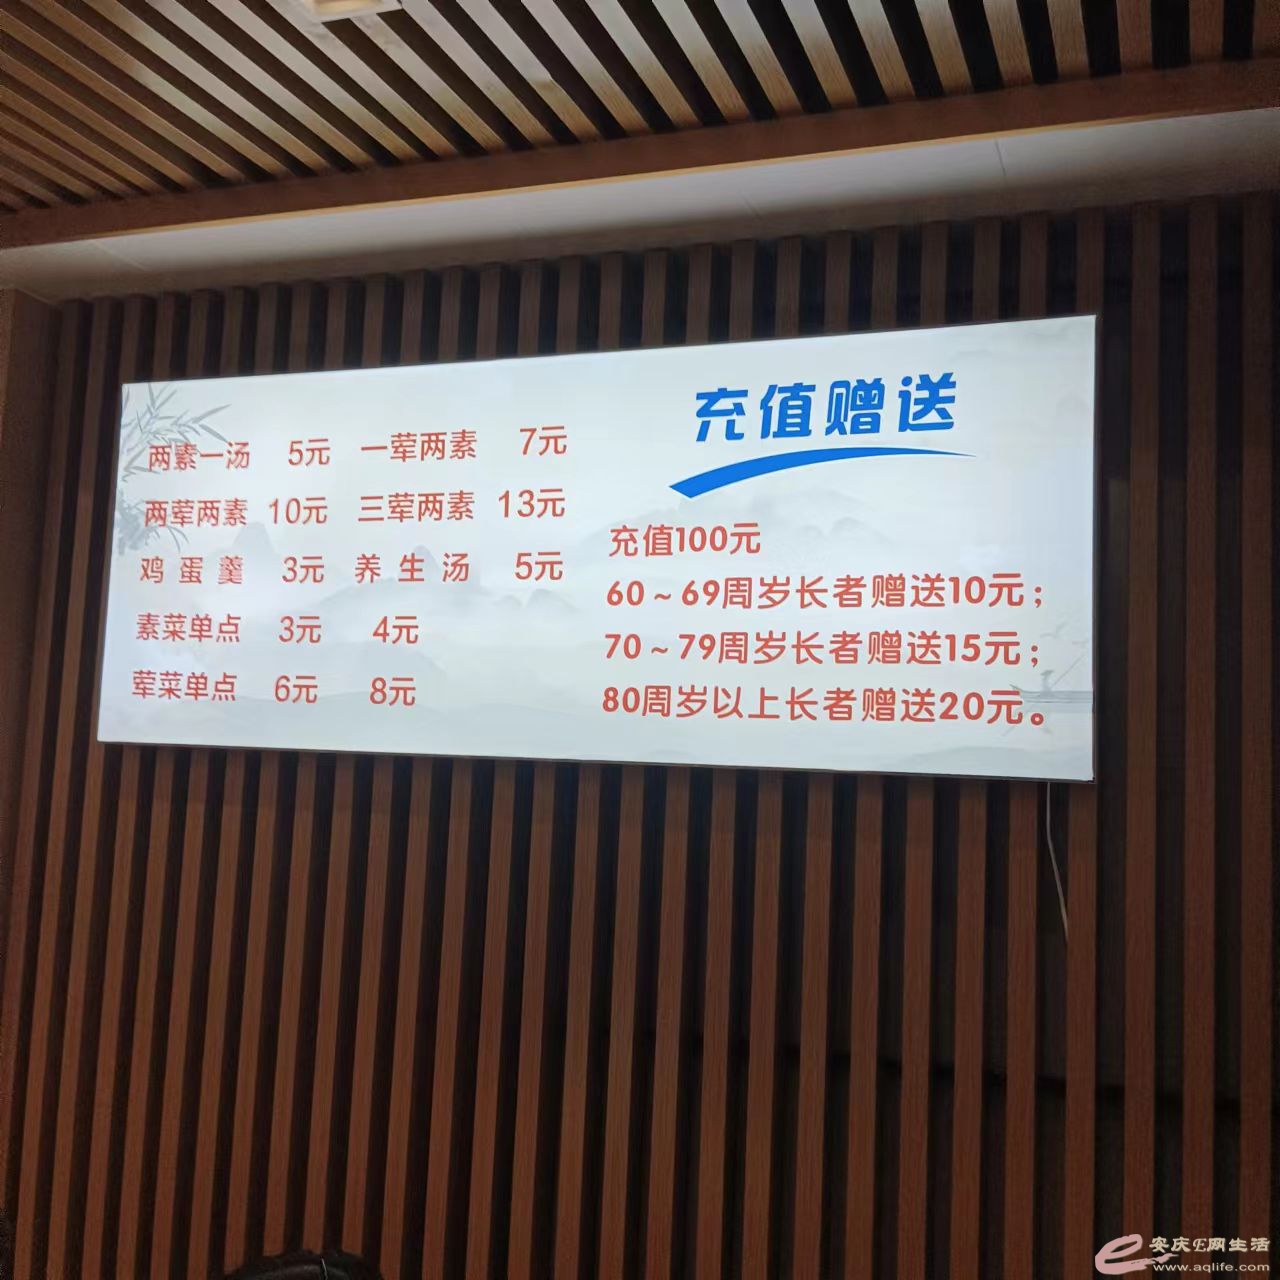 两素一汤 5元 一荤两素 7元
两荤两素 10元 三荤两素 13元
鸡蛋羹 3元 养生汤 5元
素菜单点 3元 4元
荤菜单点 6元 8元
充值赠送
充值100元
60~69周岁长者赠送10元；
70~79周岁长者赠送15元；
80周岁以上长者赠送20元。
安庆E网生活
www.aqlife.com